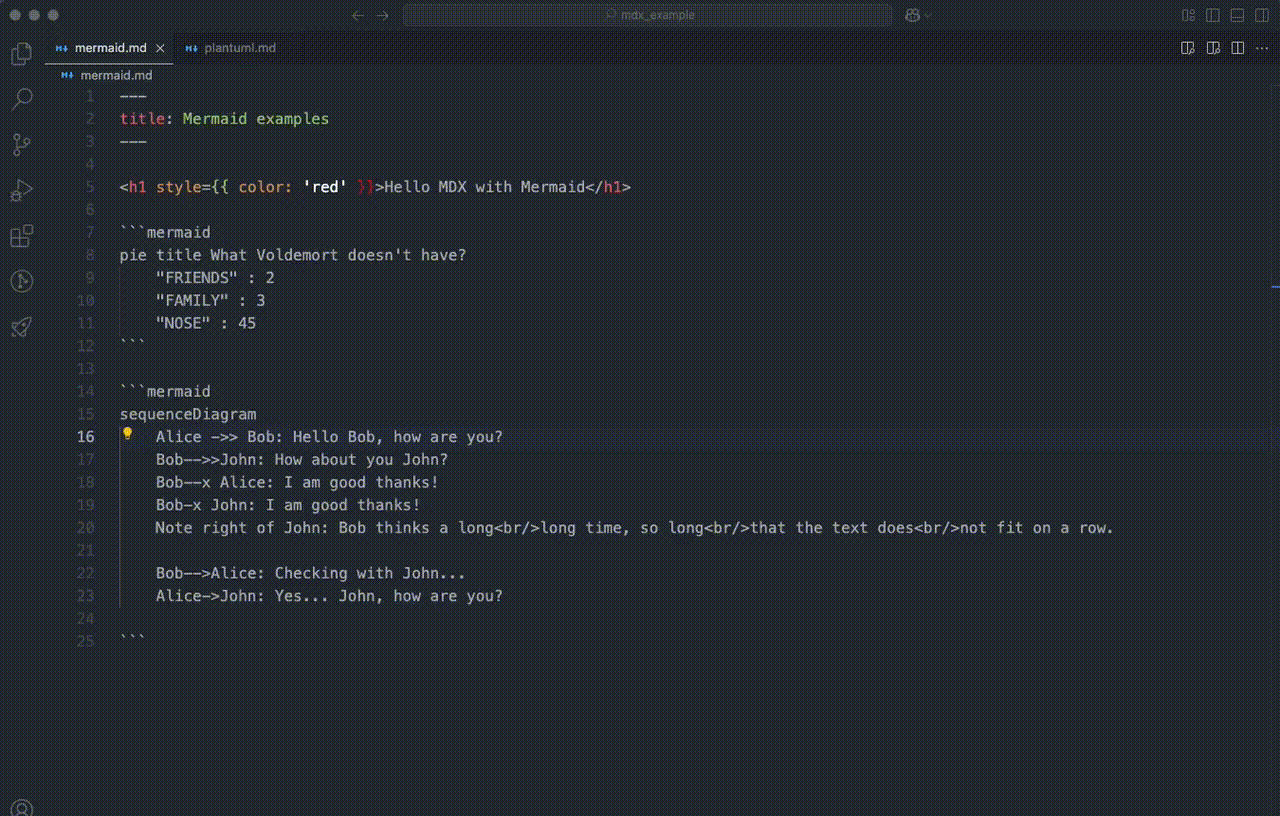 mdx_example
mermaid.md
plantuml.md
mermaid.md
1 ---
2 title: Mermaid examples
3 ---
4
5 <h1 style={{ color: 'red' }}>Hello MDX with Mermaid</h1>
6
7 ```mermaid
8 pie title What Voldemort doesn't have?
9     "FRIENDS" : 2
10     "FAMILY" : 3
11     "NOSE" : 45
12 ```
13
14 ```mermaid
15 sequenceDiagram
16     Alice ->> Bob: Hello Bob, how are you?
17     Bob-->>John: How about you John?
18     Bob--x Alice: I am good thanks!
19     Bob-x John: I am good thanks!
20     Note right of John: Bob thinks a long<br/>long time, so long<br/>that the text does<br/>not fit on a row.
21
22     Bob-->Alice: Checking with John...
23     Alice->John: Yes... John, how are you?
24
25 ```